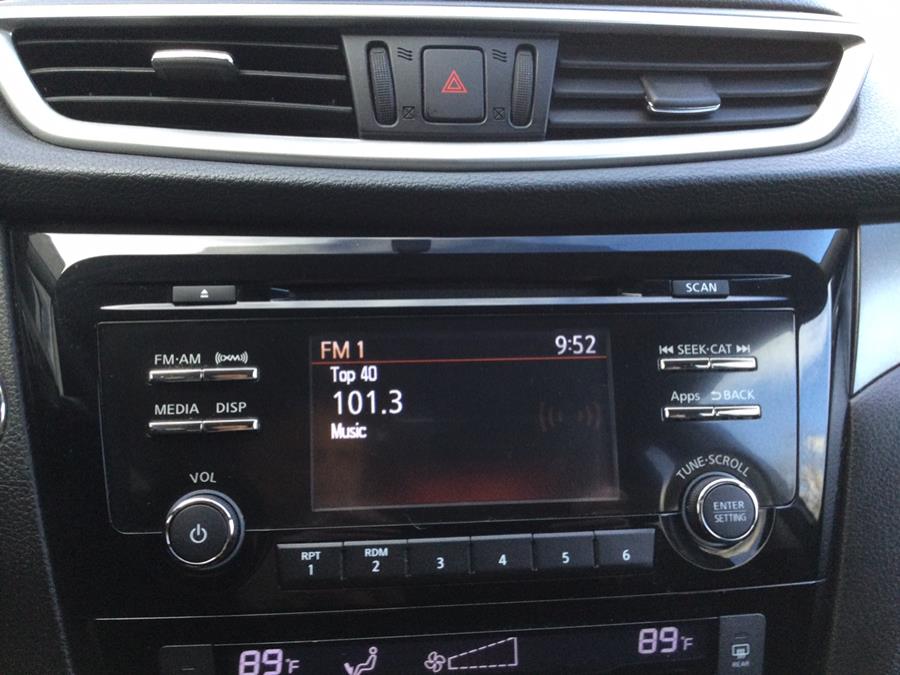 SCAN
FM·AM XM
FM 1 9:52
SEEK·CAT
Top 40
101.3
Apps BACK
MEDIA DISP
Music
VOL
TUNE·SCROLL
ENTER
SETTING
RPT RDM
1 2 3 4 5 6
89°F 89°F
REAR